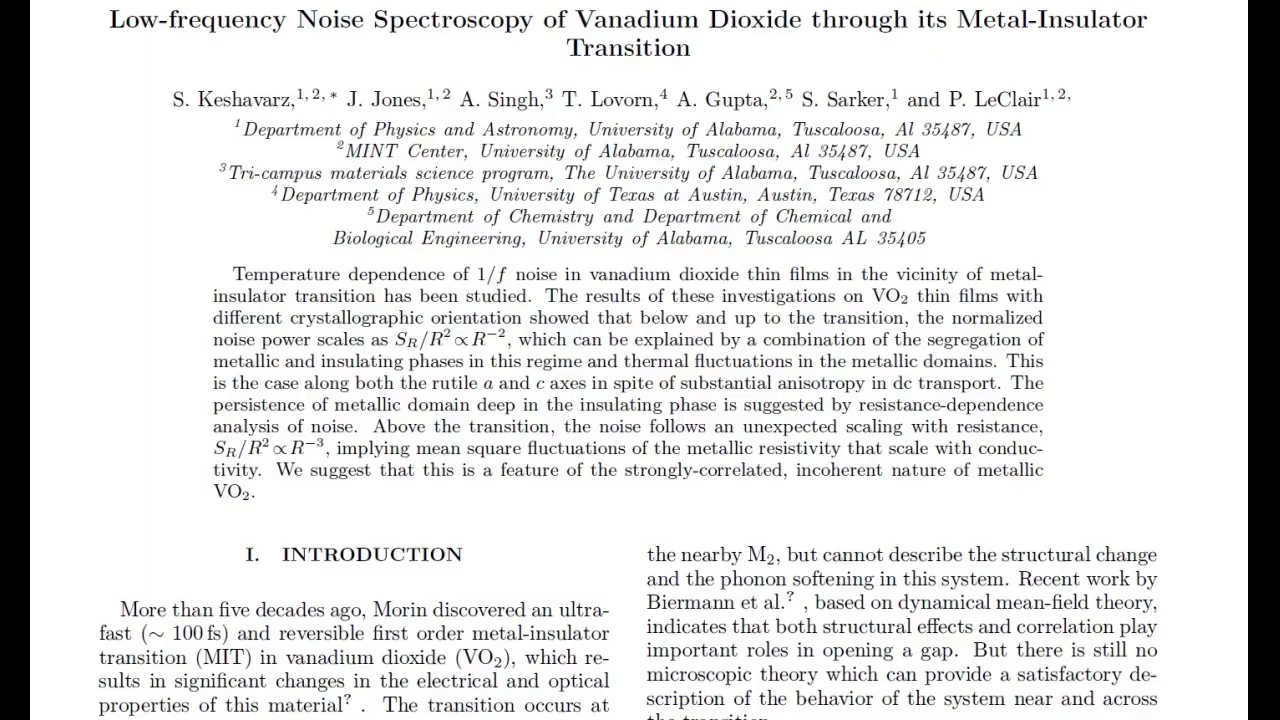 Low-frequency Noise Spectroscopy of Vanadium Dioxide through its Metal-Insulator
Transition
S. Keshavarz,1,2,* J. Jones,1,2 A. Singh,3 T. Lovorn,4 A. Gupta,2,5 S. Sarker,1 and P. LeClair1,2,
1Department of Physics and Astronomy, University of Alabama, Tuscaloosa, Al 35487, USA
2MINT Center, University of Alabama, Tuscaloosa, Al 35487, USA
3Tri-campus materials science program, The University of Alabama, Tuscaloosa, Al 35487, USA
4Department of Physics, University of Texas at Austin, Austin, Texas 78712, USA
5Department of Chemistry and Department of Chemical and
Biological Engineering, University of Alabama, Tuscaloosa AL 35405
Temperature dependence of 1/f noise in vanadium dioxide thin films in the vicinity of metal-
insulator transition has been studied. The results of these investigations on VO2 thin films with
different crystallographic orientation showed that below and up to the transition, the normalized
noise power scales as SR/R2∝R−2, which can be explained by a combination of the segregation of
metallic and insulating phases in this regime and thermal fluctuations in the metallic domains. This
is the case along both the rutile a and c axes in spite of substantial anisotropy in dc transport. The
persistence of metallic domain deep in the insulating phase is suggested by resistance-dependence
analysis of noise. Above the transition, the noise follows an unexpected scaling with resistance,
SR/R2∝R−3, implying mean square fluctuations of the metallic resistivity that scale with conduc-
tivity. We suggest that this is a feature of the strongly-correlated, incoherent nature of metallic
VO2.
I. INTRODUCTION
More than five decades ago, Morin discovered an ultra-
fast (∼ 100 fs) and reversible first order metal-insulator
transition (MIT) in vanadium dioxide (VO2), which re-
sults in significant changes in the electrical and optical
properties of this material? . The transition occurs at
the nearby M2, but cannot describe the structural change
and the phonon softening in this system. Recent work by
Biermann et al.? , based on dynamical mean-field theory,
indicates that both structural effects and correlation play
important roles in opening a gap. But there is still no
microscopic theory which can provide a satisfactory de-
scription of the behavior of the system near and across
the transition.